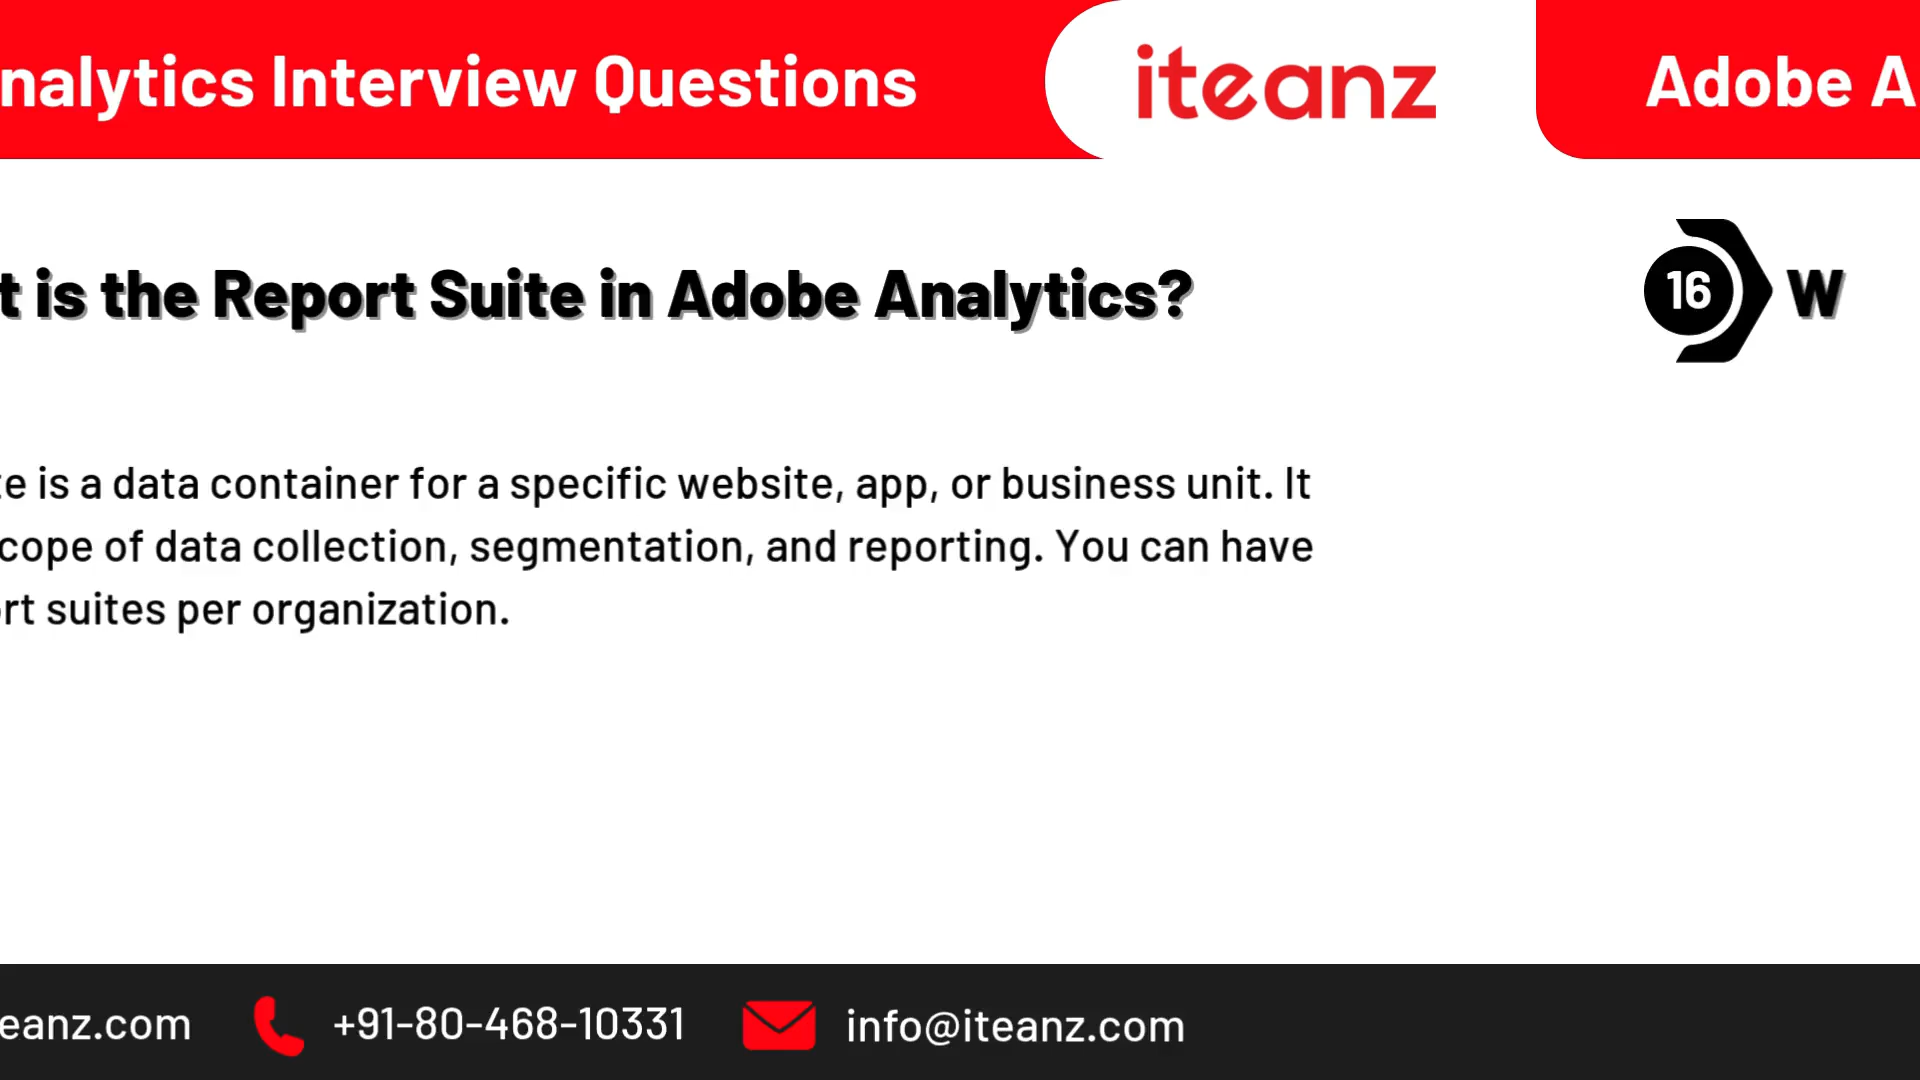 nalytics Interview Questions
iteanz
Adobe A
t is the Report Suite in Adobe Analytics?
16
W
te is a data container for a specific website, app, or business unit. It
cope of data collection, segmentation, and reporting. You can have
rt suites per organization.
eanz.com
+91-80-468-10331
info@iteanz.com